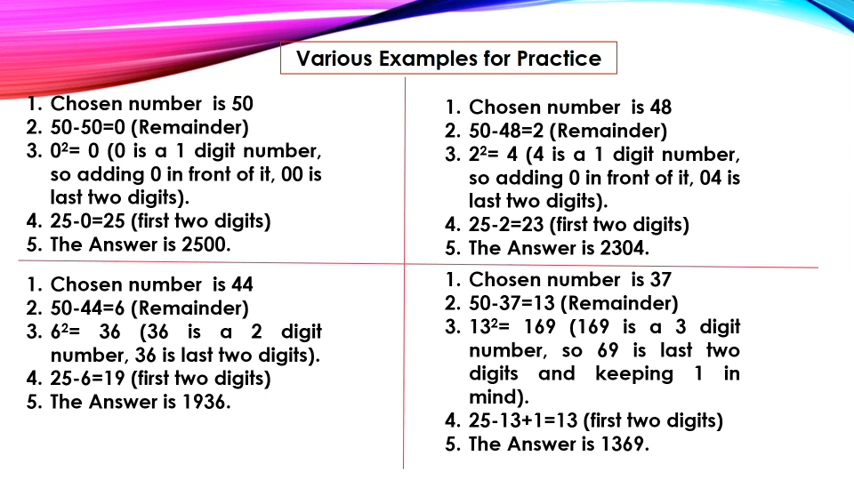 Various Examples for Practice
1. Chosen number is 50
2. 50-50=0 (Remainder)
3. 0²= 0 (0 is a 1 digit number,
so adding 0 in front of it, 00 is
last two digits).
4. 25-0=25 (first two digits)
5. The Answer is 2500.
1. Chosen number is 48
2. 50-48=2 (Remainder)
3. 2²= 4 (4 is a 1 digit number,
so adding 0 in front of it, 04 is
last two digits).
4. 25-2=23 (first two digits)
5. The Answer is 2304.
1. Chosen number is 44
2. 50-44=6 (Remainder)
3. 6²= 36 (36 is a 2 digit
number, 36 is last two digits).
4. 25-6=19 (first two digits)
5. The Answer is 1936.
1. Chosen number is 37
2. 50-37=13 (Remainder)
3. 13²= 169 (169 is a 3 digit
number, so 69 is last two
digits and keeping 1 in
mind).
4. 25-13+1=13 (first two digits)
5. The Answer is 1369.